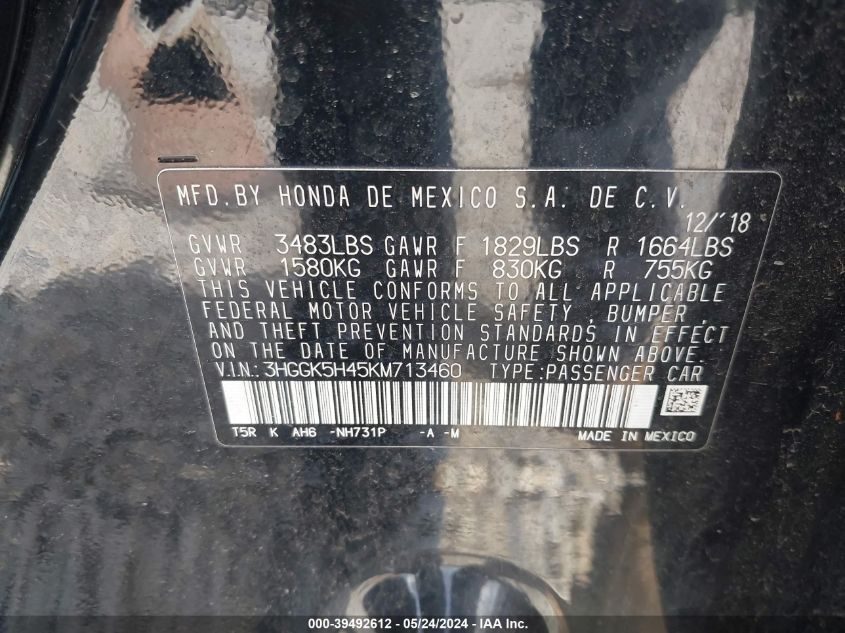 MFD. BY HONDA DE MEXICO S.A. DE C.V.
12/'18
GVWR 3483LBS GAWR F 1829LBS R 1664LBS
GVWR 1580KG GAWR F 830KG R 755KG
THIS VEHICLE CONFORMS TO ALL APPLICABLE
FEDERAL MOTOR VEHICLE SAFETY, BUMPER,
AND THEFT PREVENTION STANDARDS IN EFFECT
ON THE DATE OF MANUFACTURE SHOWN ABOVE.
V.I.N.: 3HGGK5H45KM713460 TYPE: PASSENGER CAR
T5R K AH6 -NH731P -A -M MADE IN MEXICO
000-39492612 - 05/24/2024 - IAA Inc.